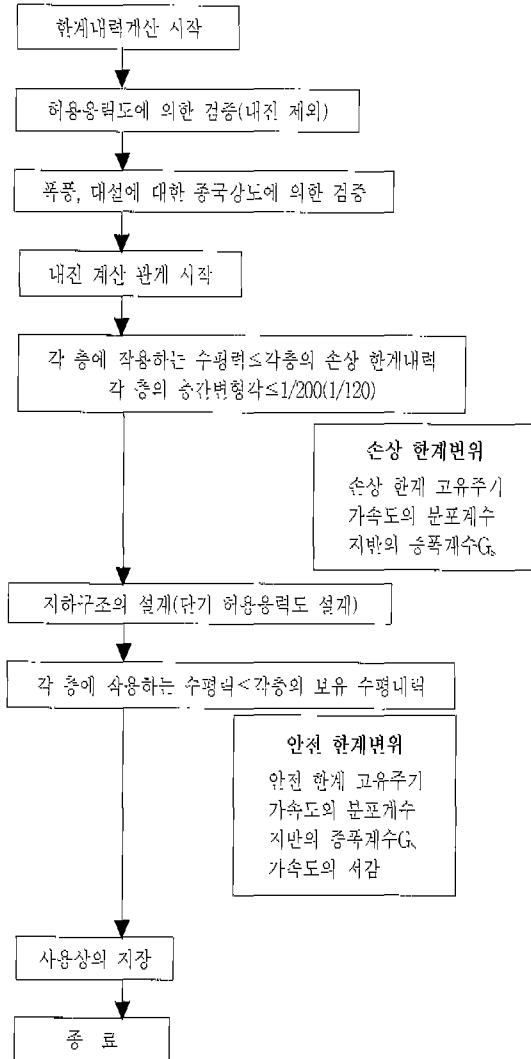 한계내력계산 시작
허용응력도에 의한 검증(내진 제외)
폭풍, 대설에 대한 종국상도에 의한 검증
내진 계산 관계 시작
각 층에 작용하는 수평력≤각층의 손상 한계내력
각 층의 층간변형각≤1/200(1/120)
손상 한계변위
손상 한계 고유주기
가속도의 분포계수
지반의 증폭계수Gₛ
지하구조의 설계(단기 허용응력도 설계)
각 층에 작용하는 수평력<각층의 보유 수평내력
안전 한계변위
안전 한계 고유주기
가속도의 분포계수
지반의 증폭계수Gₛ
가속도의 저감
사용상의 지장
종 료